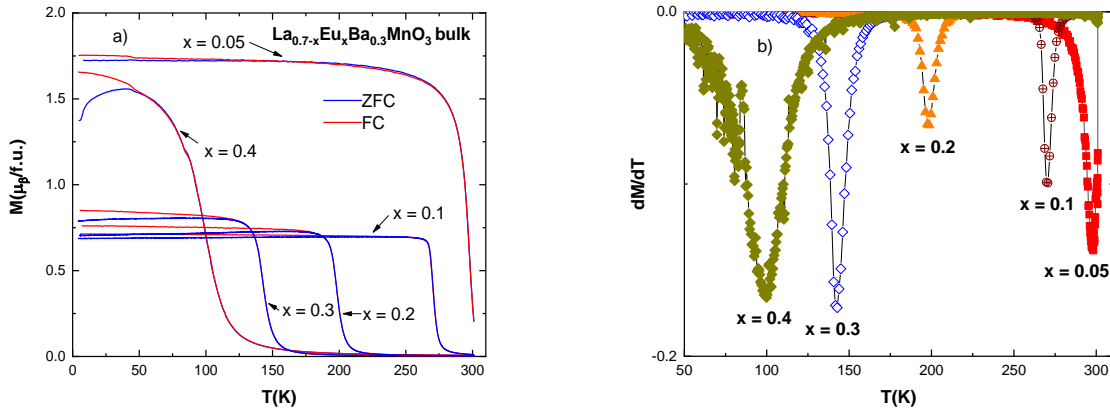 a)
La0.7-xEuxBa0.3MnO3 bulk
x = 0.05
ZFC
FC
x = 0.4
x = 0.1
x = 0.3
x = 0.2
M(μβ/f.u.)
2.0
1.5
1.0
0.5
0.0
0 50 100 150 200 250 300
T(K)
b)
dM/dT
0.0
-0.2
x = 0.2
x = 0.1
x = 0.05
x = 0.4
x = 0.3
50 100 150 200 250 300
T(K)